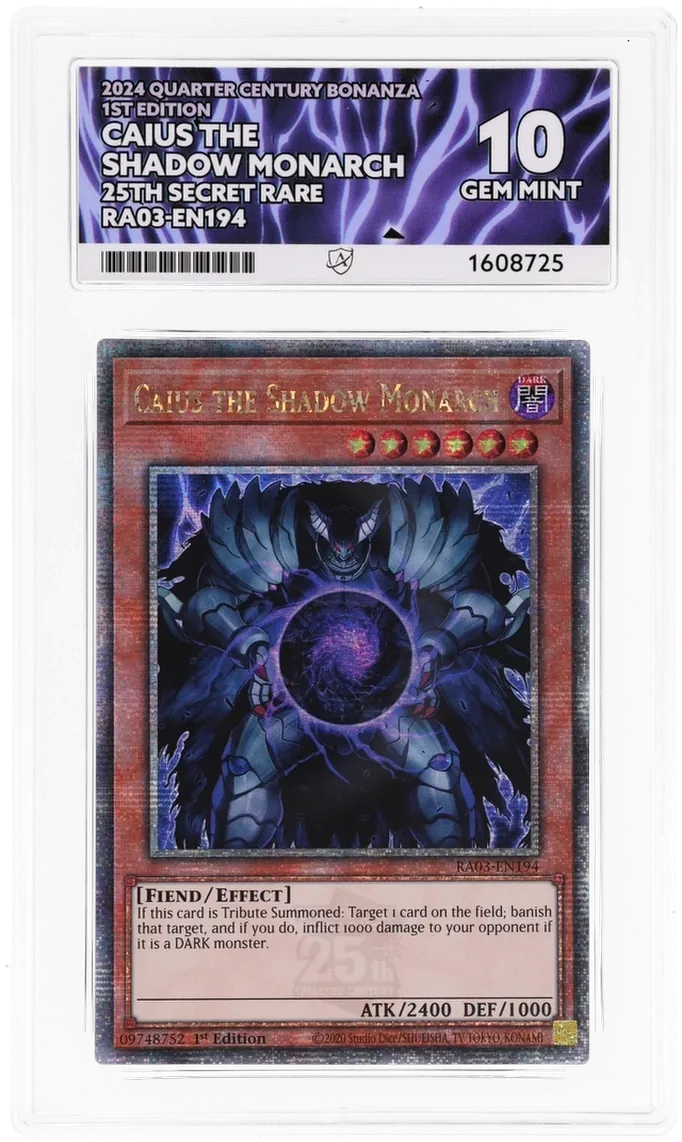 2024 QUARTER CENTURY BONANZA
1ST EDITION
CAIUS THE
SHADOW MONARCH
25TH SECRET RARE
RA03-EN194
10
GEM MINT
A
1608725
CAIUS THE SHADOW MONARCH
DARK
闇
RA03-EN194
[FIEND/EFFECT]
If this card is Tribute Summoned: Target 1 card on the field; banish
that target, and if you do, inflict 1000 damage to your opponent if
it is a DARK monster.
25th
ATK/2400 DEF/1000
09748752 1st Edition
©2020 Studio Dice/SHUEISHA, TV TOKYO, KONAMI